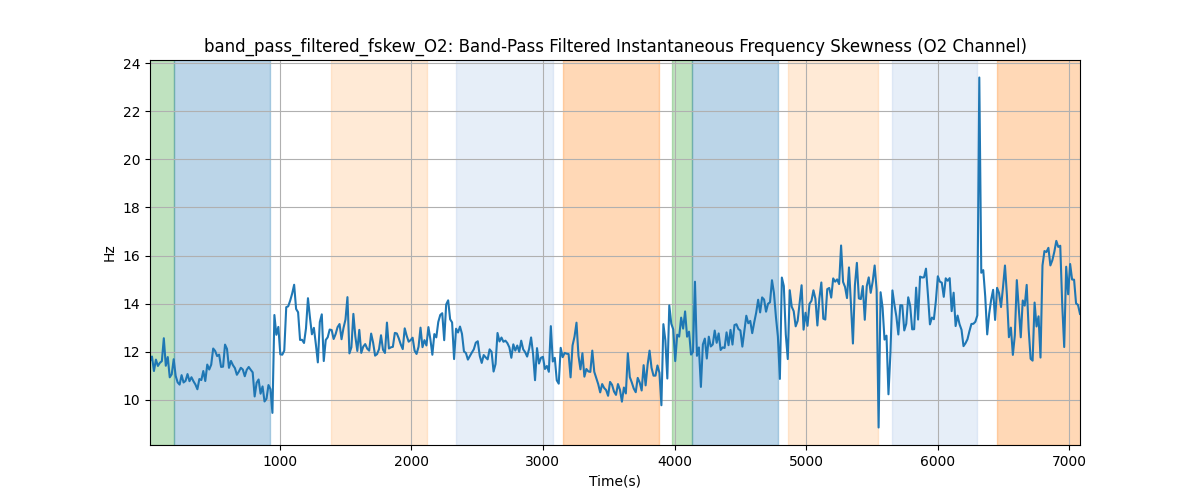 band_pass_filtered_fskew_O2: Band-Pass Filtered Instantaneous Frequency Skewness (O2 Channel)
24
22
20
18
16
14
12
10
Hz
1000 2000 3000 4000 5000 6000 7000
Time(s)